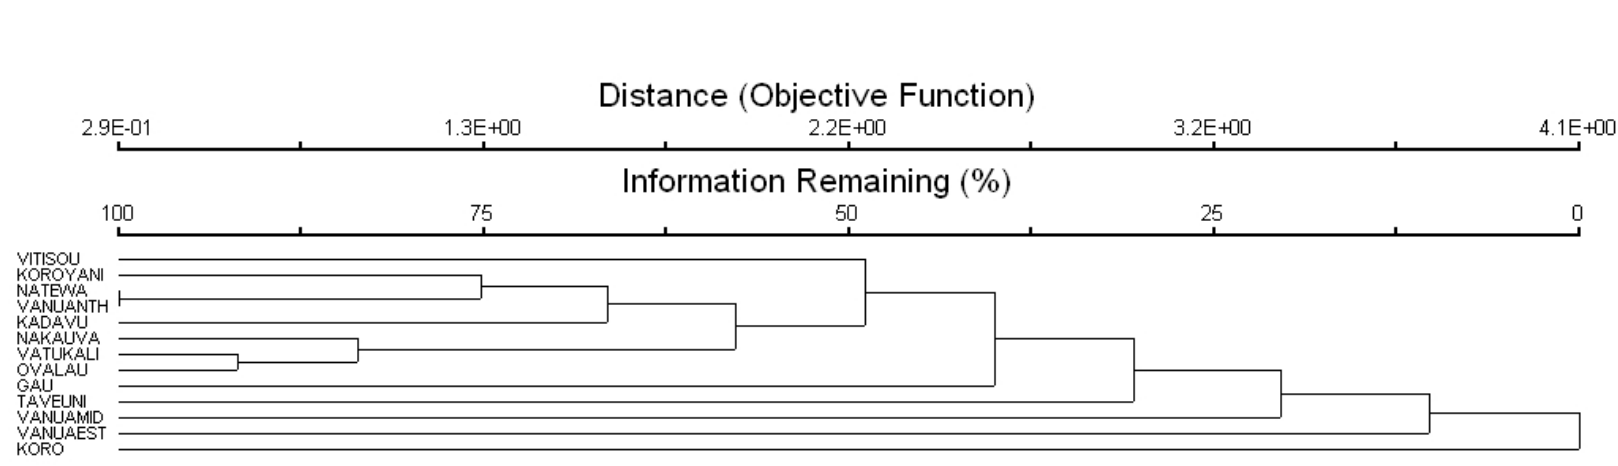 Distance (Objective Function)
2.9E-01 1.3E+00 2.2E+00 3.2E+00 4.1E+00
Information Remaining (%)
100 75 50 25 0
VITISOU
KOROYANI
NATEWA
VANUANTH
KADAVU
NAKAUVA
VATUKALI
OVALAU
GAU
TAVEUNI
VANUAMID
VANUAEST
KORO